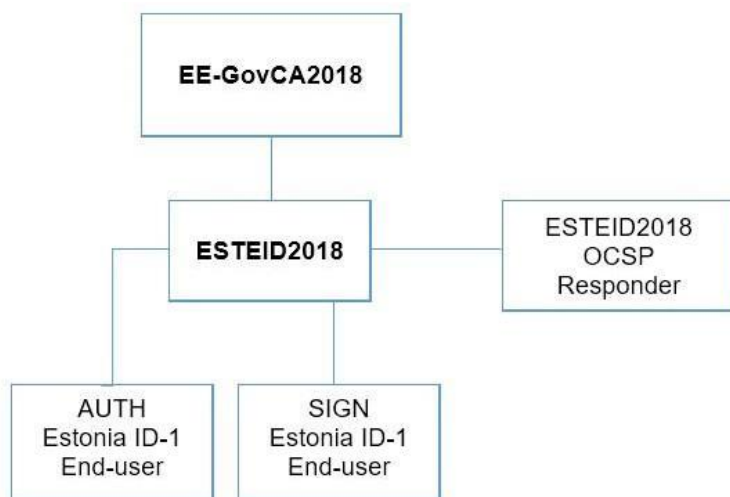 EE-GovCA2018
ESTEID2018
ESTEID2018
OCSP
Responder
AUTH
Estonia ID-1
End-user
SIGN
Estonia ID-1
End-user